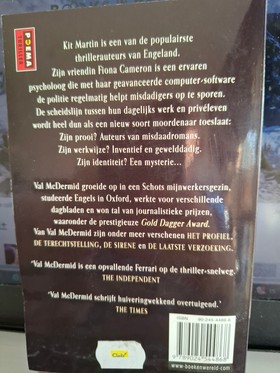 POEMA
THRILLER
Kit Martin is een van de populairste
thrillerauteurs van Engeland.
Zijn vriendin Fiona Cameron is een ervaren
psycholoog die met haar geavanceerde computer-software
de politie regelmatig helpt misdadigers op te sporen.
De scheidslijn tussen hun dagelijks werk en privéleven
wordt heel dun als een nieuw soort moordenaar toeslaat:
Zijn prooi? Auteurs van misdaadromans.
Zijn werkwijze? Inventief en gewelddadig.
Zijn identiteit? Een mysterie...
Val McDermid groeide op in een Schots mijnwerkersgezin,
studeerde Engels in Oxford, werkte voor verschillende
dagbladen en won tal van journalistieke prijzen,
waaronder de prestigieuze Gold Dagger Award.
Van Val McDermid zijn onder meer verschenen HET PROFIEL,
DE TERECHTSTELLING, DE SIRENE en DE LAATSTE VERZOEKING.
'Val McDermid is een opvallende Ferrari op de thriller-snelweg.'
THE INDEPENDENT
'Val McDermid schrijft huiveringwekkend overtuigend.'
THE TIMES
www.boekenwereld.com